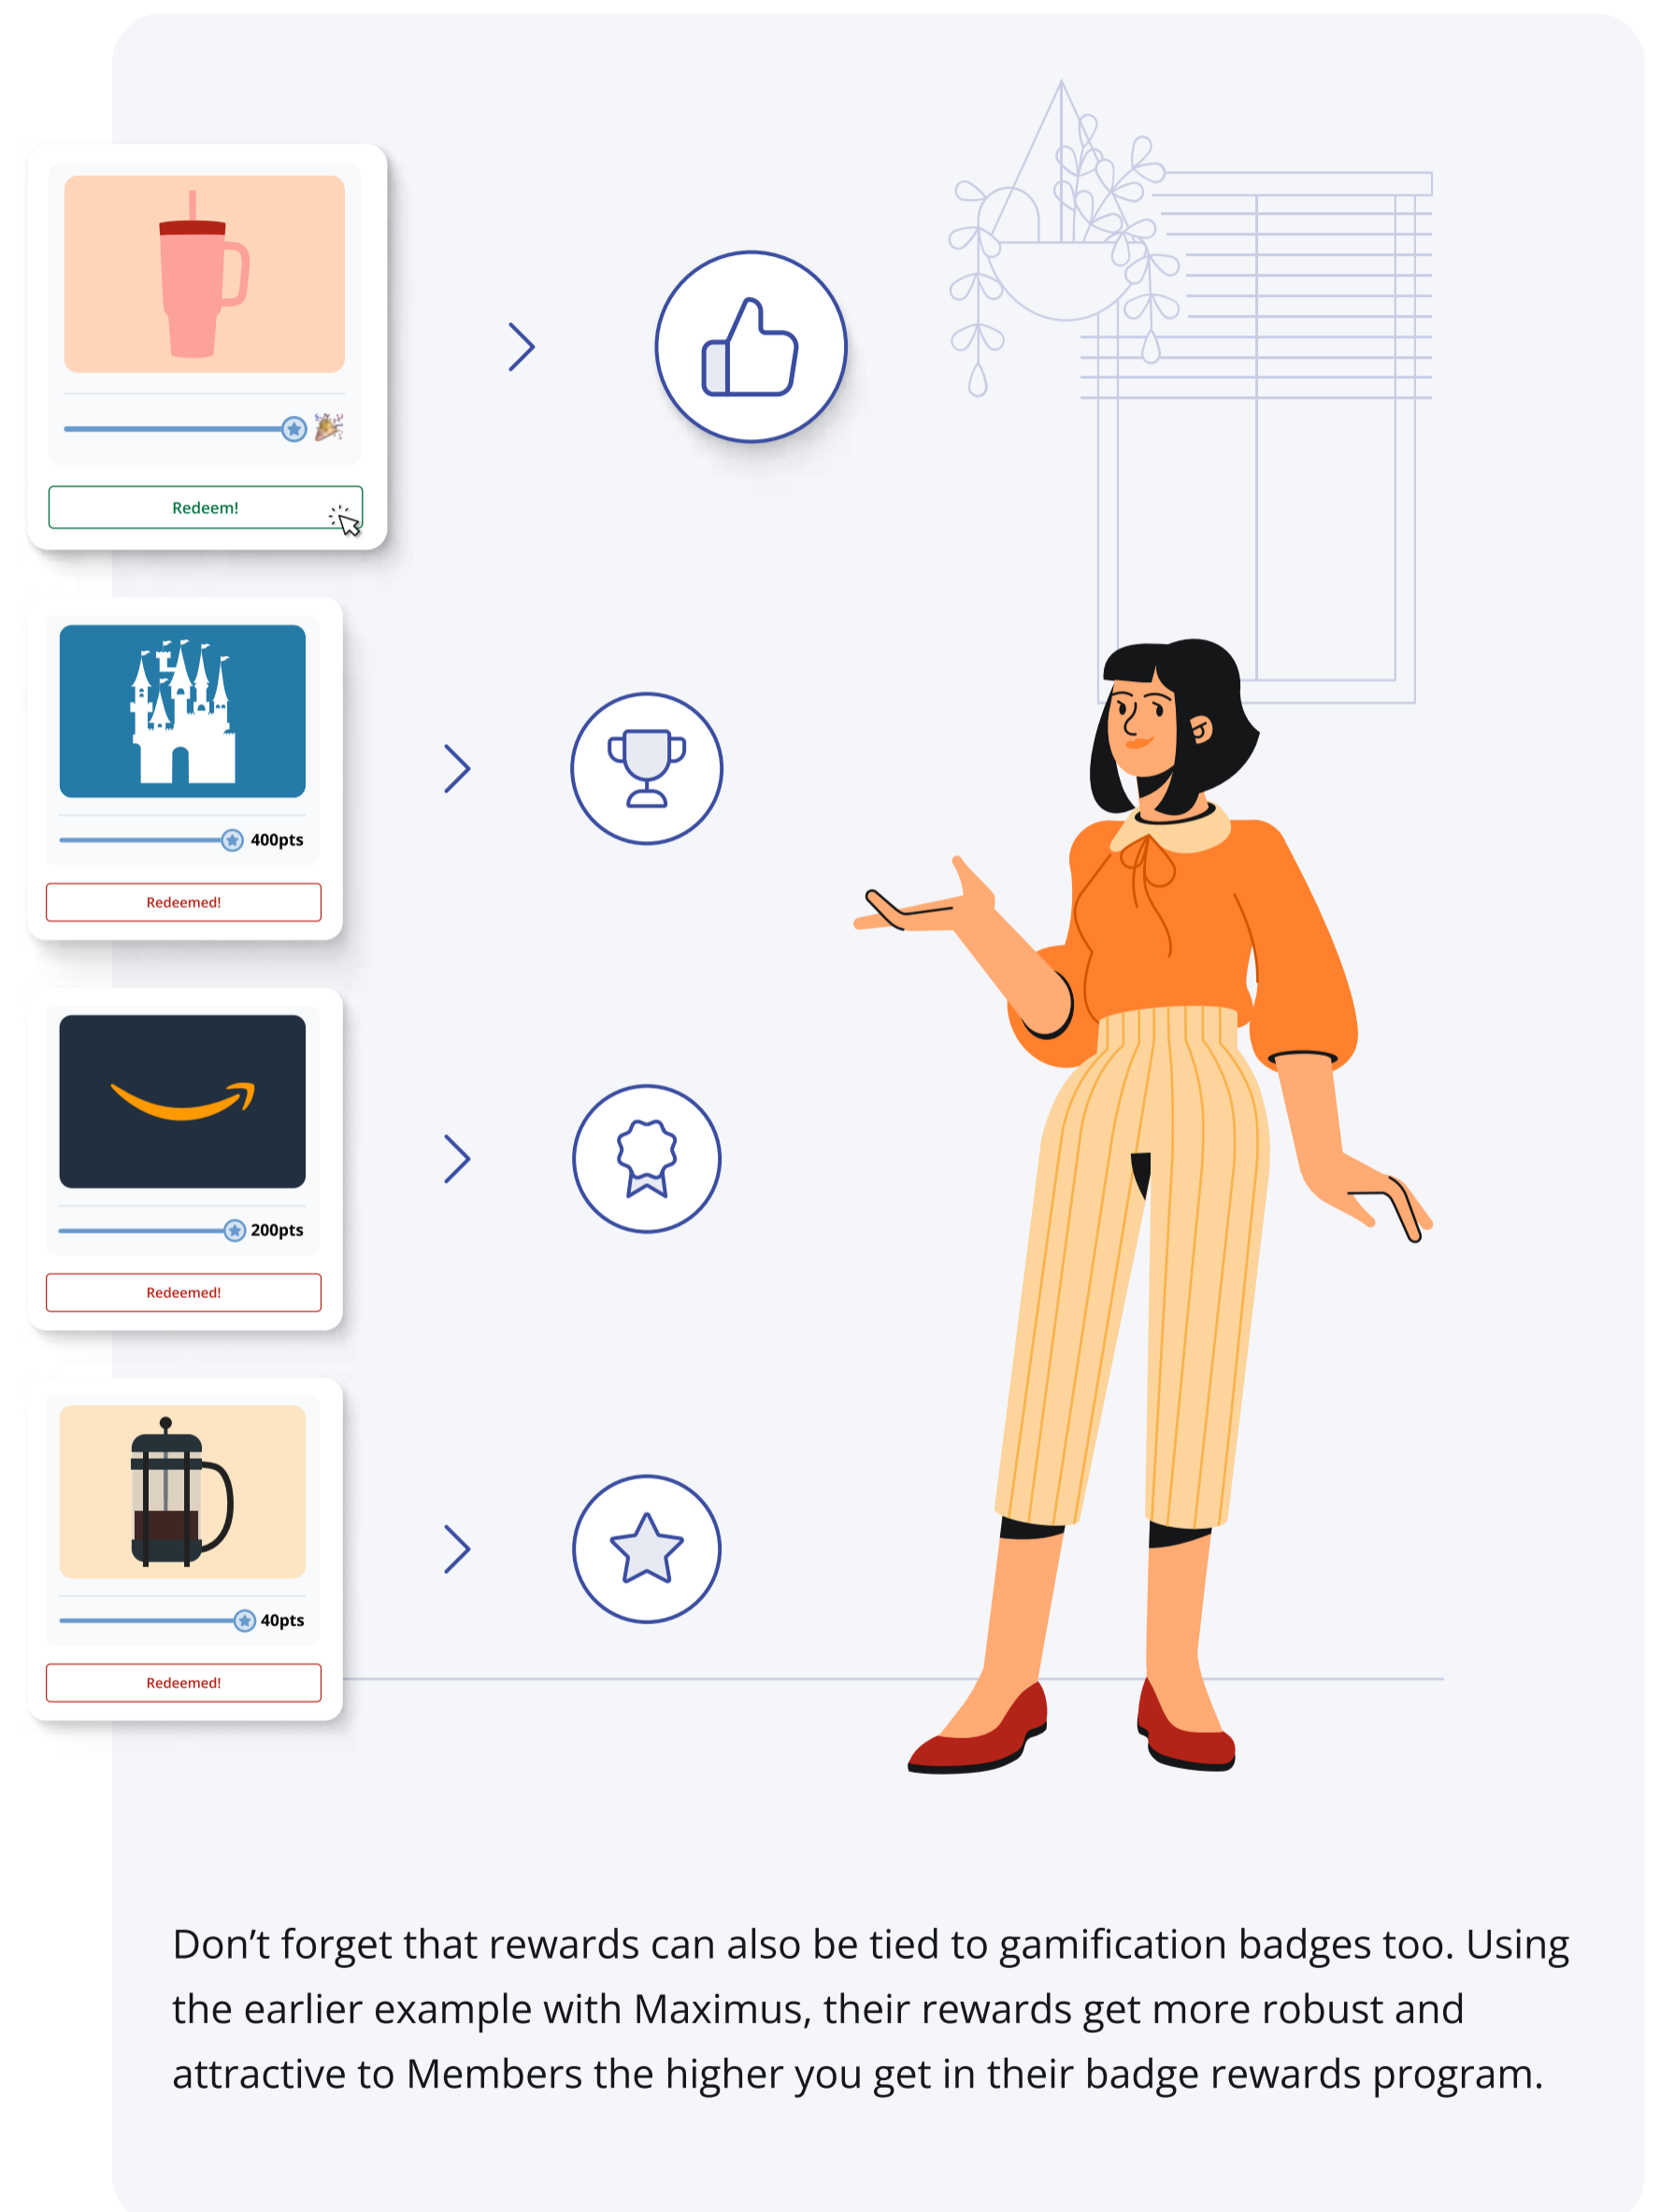 Redeem!
400pts
Redeemed!
200pts
Redeemed!
40pts
Redeemed!
Don’t forget that rewards can also be tied to gamification badges too. Using
the earlier example with Maximus, their rewards get more robust and
attractive to Members the higher you get in their badge rewards program.